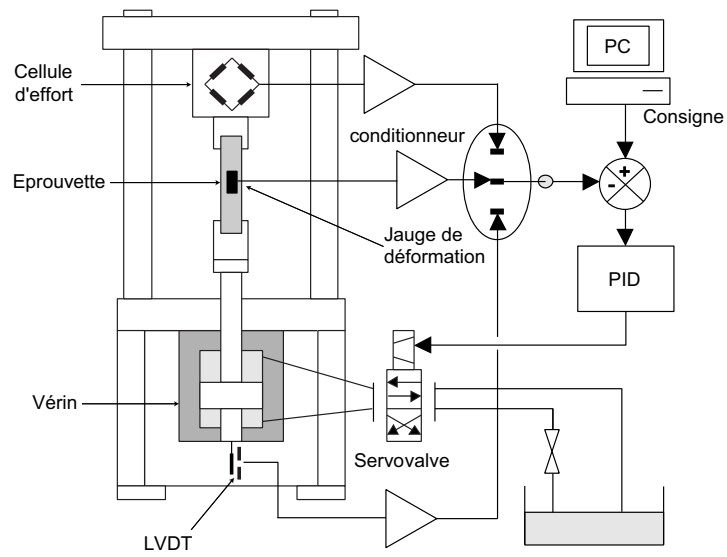 PC
Cellule
d'effort
Consigne
conditionneur
+
-
Eprouvette
Jauge de
déformation
PID
Vérin
Servovalve
LVDT